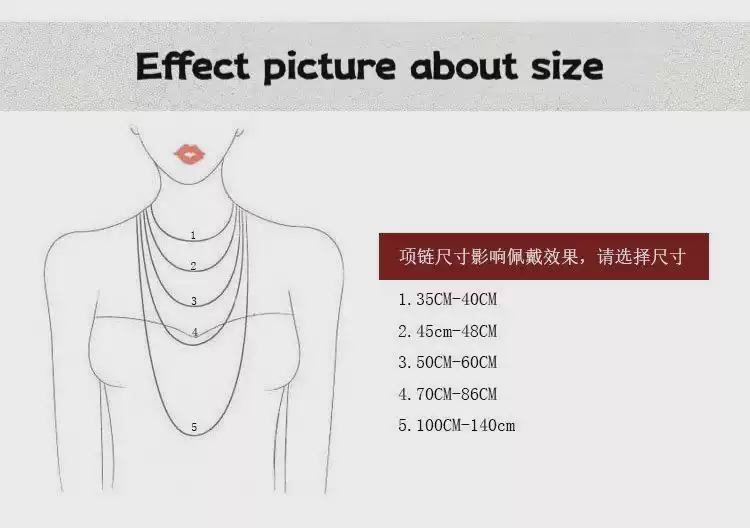 Effect picture about size
项链尺寸影响佩戴效果，请选择尺寸
1
2
3
4
5
1.35CM-40CM
2.45cm-48CM
3.50CM-60CM
4.70CM-86CM
5.100CM-140cm